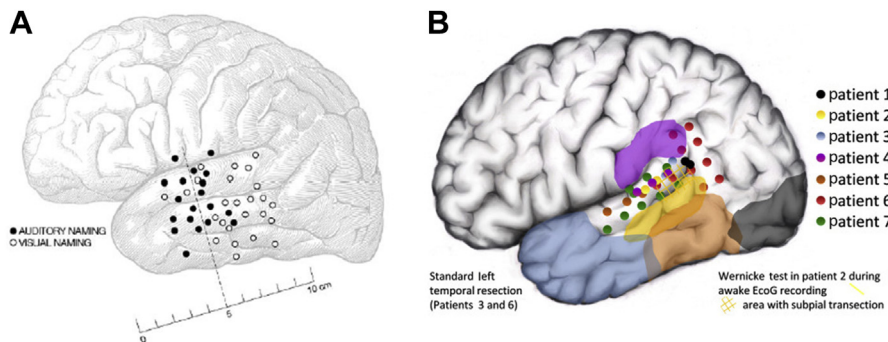 A
AUDITORY NAMING
VISUAL NAMING
0
5
10 cm
B
patient 1
patient 2
patient 3
patient 4
patient 5
patient 6
patient 7
Standard left
temporal resection
(Patients 3 and 6)
Wernicke test in patient 2 during
awake EcoG recording
area with subpial transection